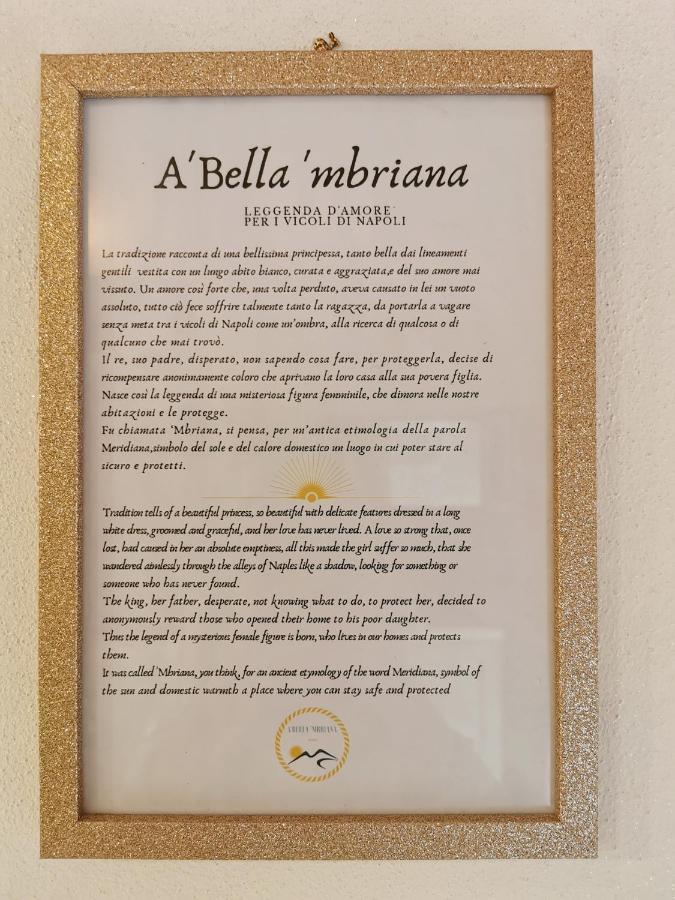 A'Bella 'mbriana
LEGGENDA D'AMORE
PER I VICOLI DI NAPOLI
La tradizione racconta di una bellissima principessa, tanto bella dai lineamenti
gentili vestita con un lungo abito bianco, curata e aggraziata,e del suo amore mai
vissuto. Un amore così forte che, una volta perduto, aveva causato in lei un vuoto
assoluto, tutto ciò fece soffrire talmente tanto la ragazza, da portarla a vagare
senza meta tra i vicoli di Napoli come un'ombra, alla ricerca di qualcosa o di
qualcuno che mai trovò.
Il re, suo padre, disperato, non sapendo cosa fare, per proteggerla, decise di
ricompensare anonimamente coloro che aprivano la loro casa alla sua povera figlia.
Nasce così la leggenda di una misteriosa figura femminile, che dimora nelle nostre
abitazioni e le protegge.
Fu chiamata 'Mbriana, si pensa, per un'antica etimologia della parola
Meridiana,simbolo del sole e del calore domestico un luogo in cui poter stare al
sicuro e protetti.
Tradition tells of a beautiful princess, so beautiful with delicate features dressed in a long
white dress, groomed and graceful, and her love has never lived. A love so strong that, once
lost, had caused in her an absolute emptiness, all this made the girl suffer so much, that she
wandered aimlessly through the alleys of Naples like a shadow, looking for something or
someone who has never found.
The king, her father, desperate, not knowing what to do, to protect her, decided to
anonymously reward those who opened their home to his poor daughter.
Thus the legend of a mysterious female figure is born, who lives in our homes and protects
them.
It was called 'Mbriana, you think, for an ancient etymology of the word Meridiana, symbol of
the sun and domestic warmth a place where you can stay safe and protected
A'BELLA 'MBRIANA